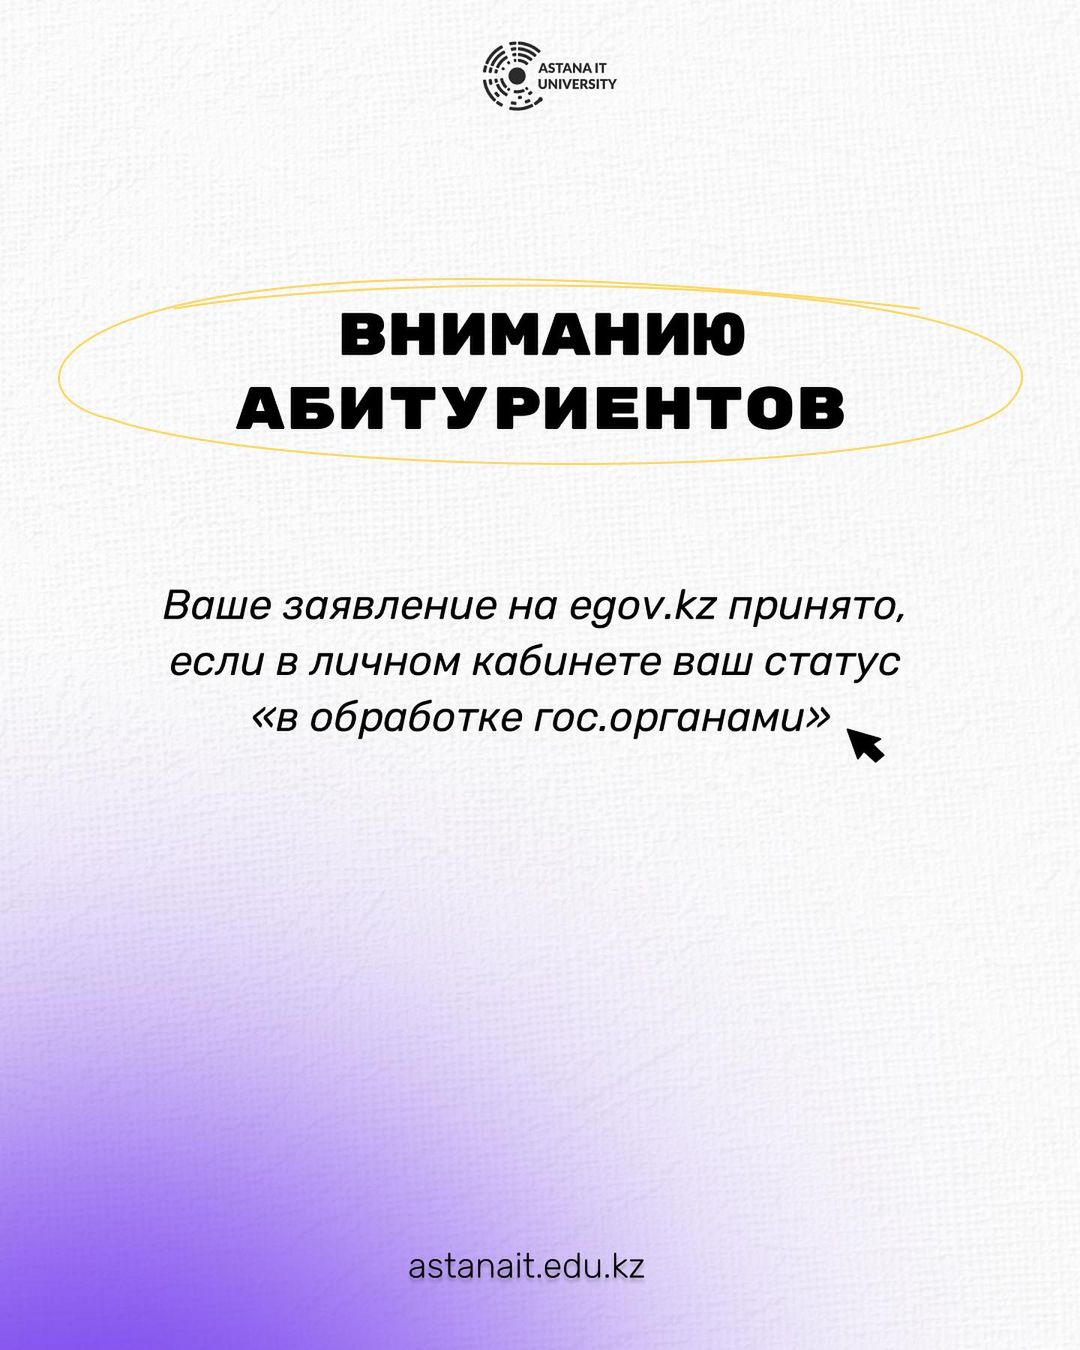 ASTANA IT
UNIVERSITY
ВНИМАНИЮ
АБИТУРИЕНТОВ
Ваше заявление на egov.kz принято,
если в личном кабинете ваш статус
«в обработке гос.органами»
astanait.edu.kz